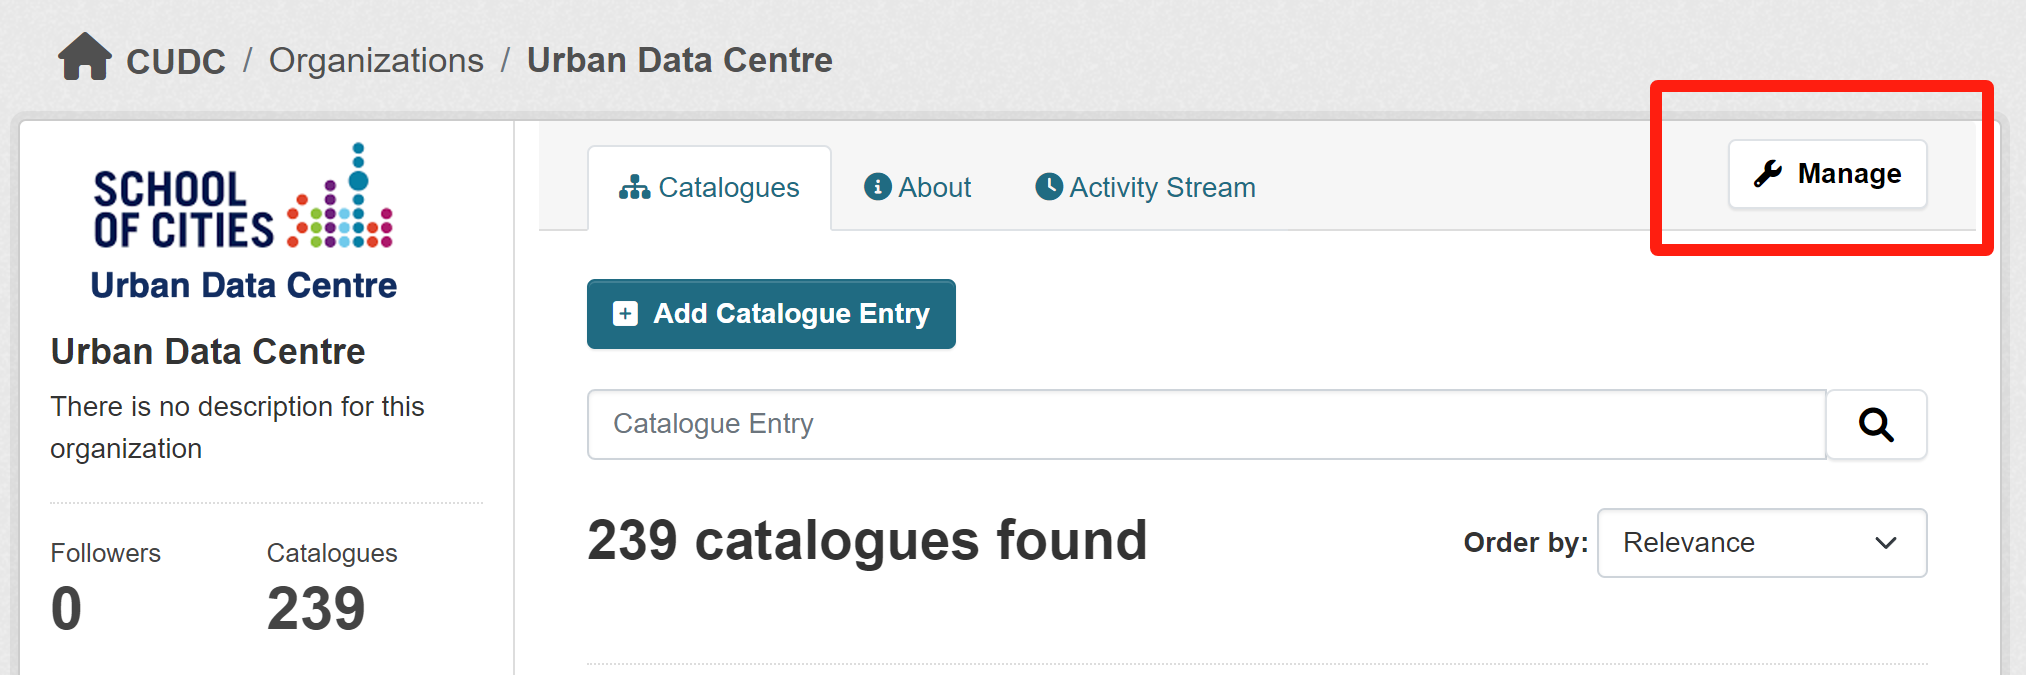 CUDC / Organizations / Urban Data Centre
SCHOOL
OF CITIES
Urban Data Centre
Urban Data Centre
There is no description for this
organization
Followers
0
Catalogues
239
Catalogues
About
Activity Stream
Manage
Add Catalogue Entry
Catalogue Entry
239 catalogues found
Order by: Relevance